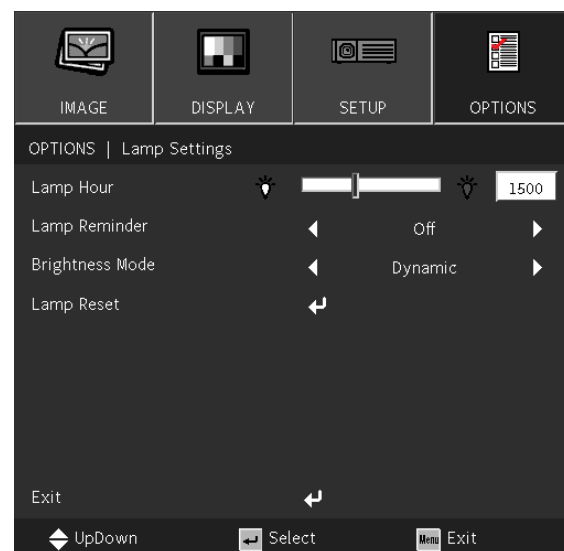 IMAGE DISPLAY SETUP OPTIONS
OPTIONS | Lamp Settings
Lamp Hour 1500
Lamp Reminder Off
Brightness Mode Dynamic
Lamp Reset
Exit
UpDown Select Menu Exit